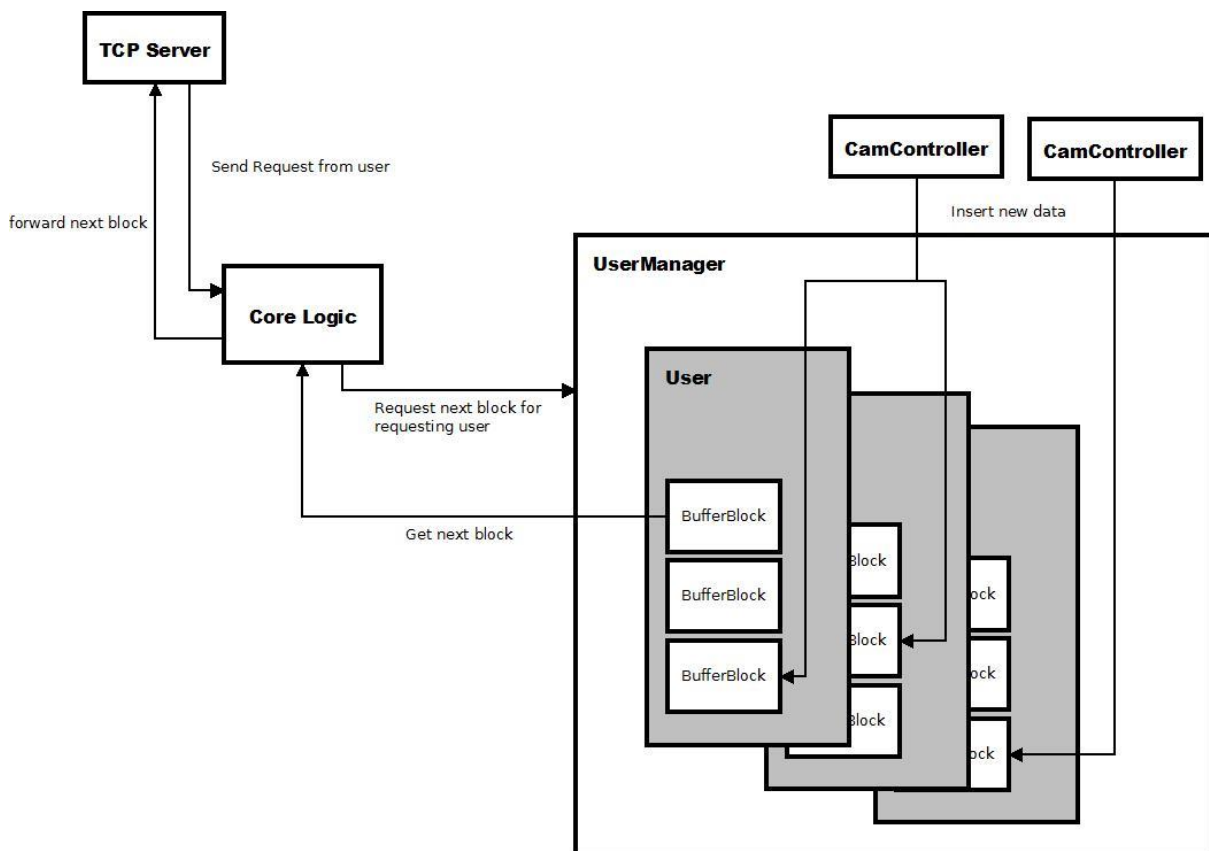 TCP Server
Send Request from user
forward next block
CamController
CamController
Insert new data
UserManager
Core Logic
User
Request next block for
requesting user
Get next block
BufferBlock
BufferBlock
BufferBlock
Block
Block
Block
ock
ock
ock